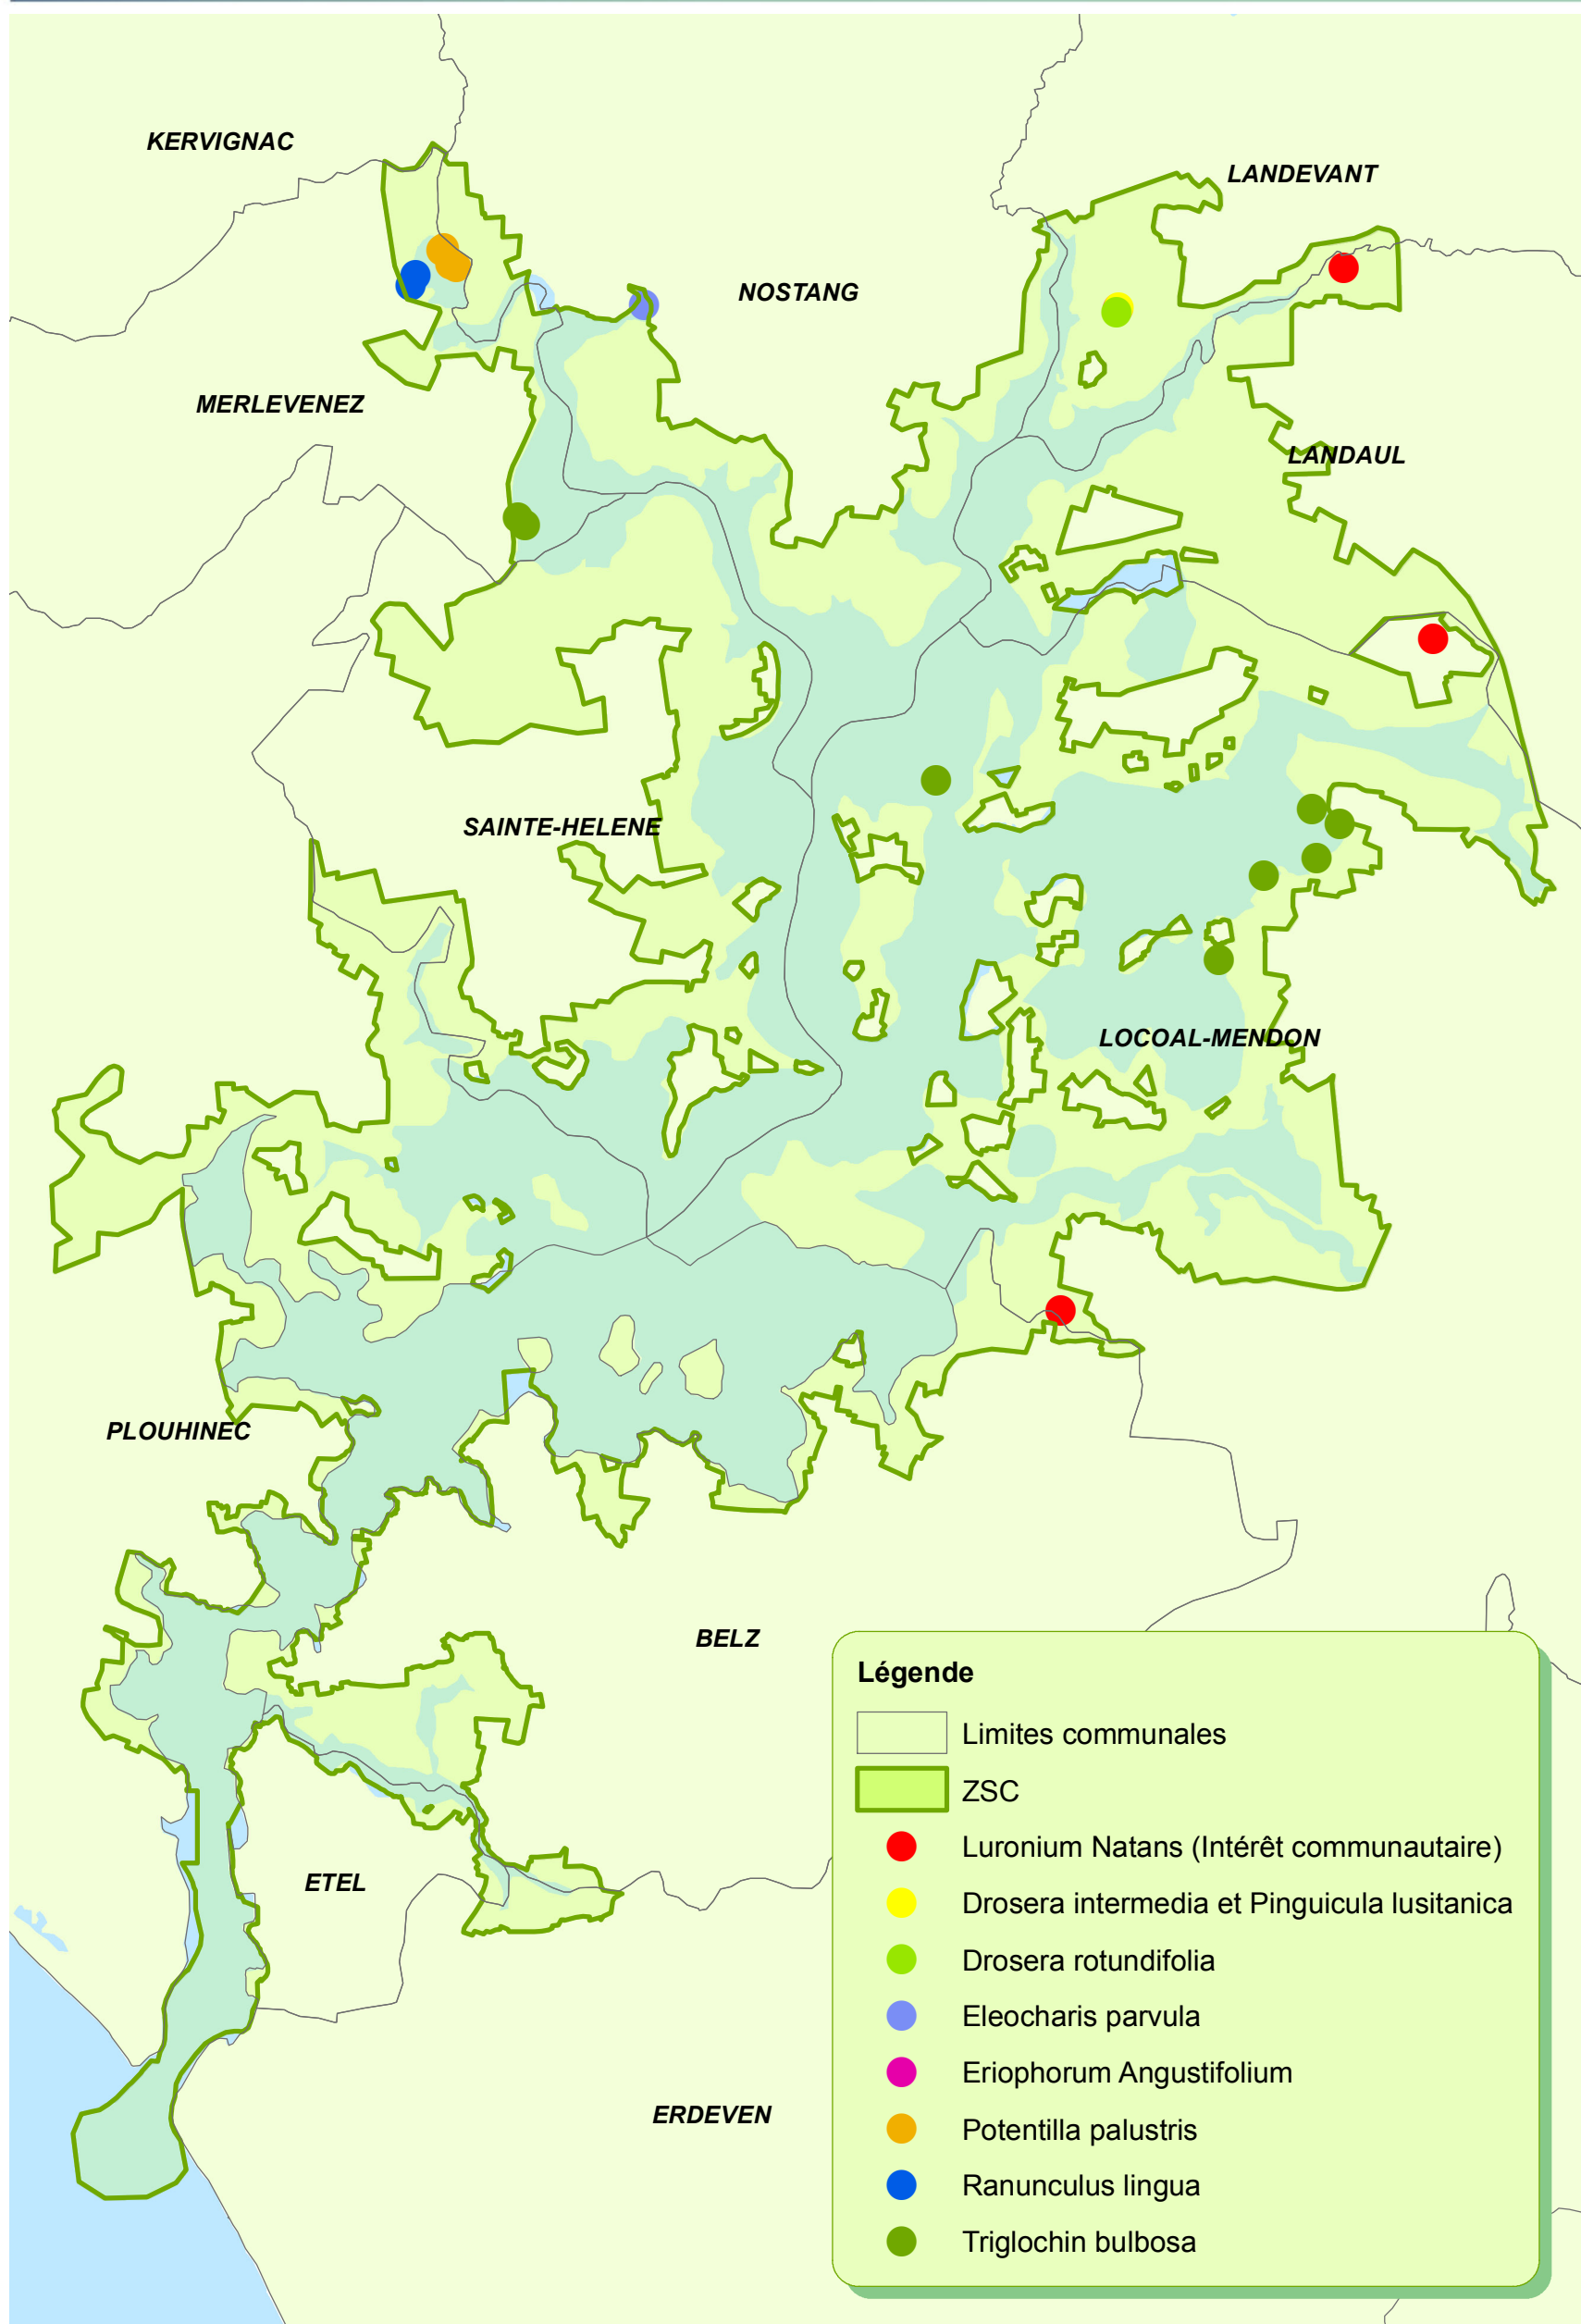 KERVIGNAC
LANDEVANT
NOSTANG
MERLEVENEZ
LANDAUL
SAINTE-HELENE
LOCOAL-MENDON
PLOUHINEC
BELZ
ETEL
ERDEVEN
Légende
Limites communales
ZSC
Luronium Natans (Intérêt communautaire)
Drosera intermedia et Pinguicula lusitanica
Drosera rotundifolia
Eleocharis parvula
Eriophorum Angustifolium
Potentilla palustris
Ranunculus lingua
Triglochin bulbosa